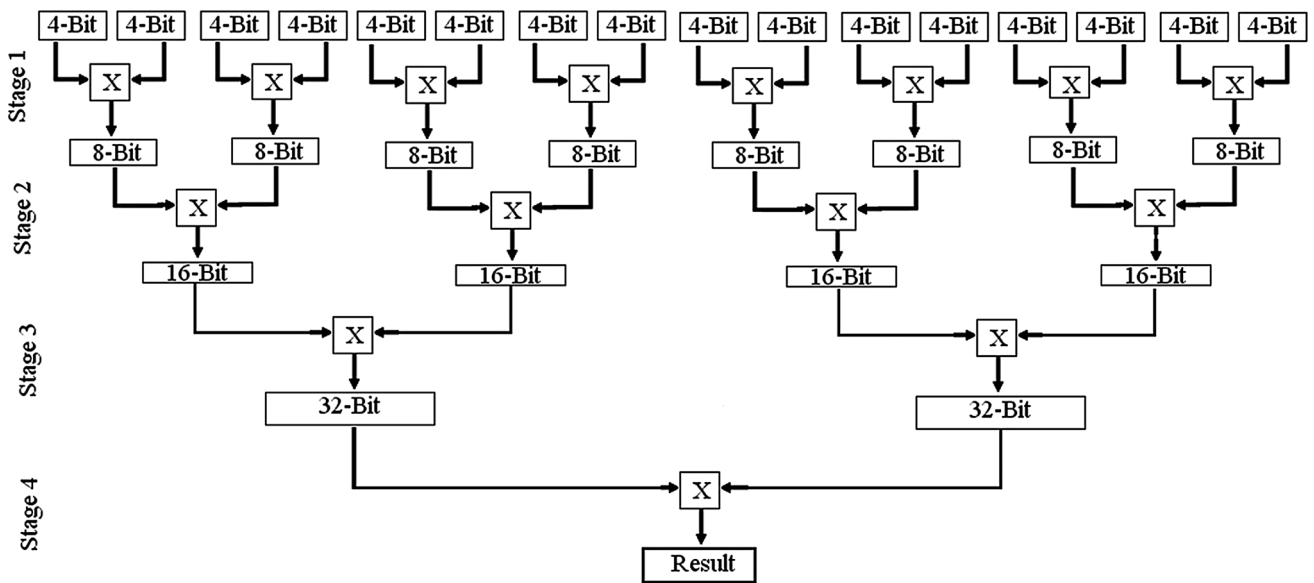 4-Bit 4-Bit 4-Bit 4-Bit 4-Bit 4-Bit 4-Bit 4-Bit 4-Bit 4-Bit 4-Bit 4-Bit 4-Bit 4-Bit 4-Bit 4-Bit
Stage 1
X X X X X X X X
8-Bit 8-Bit 8-Bit 8-Bit 8-Bit 8-Bit 8-Bit 8-Bit
Stage 2
X X X X
16-Bit 16-Bit 16-Bit 16-Bit
Stage 3
X X
32-Bit 32-Bit
Stage 4
X
Result